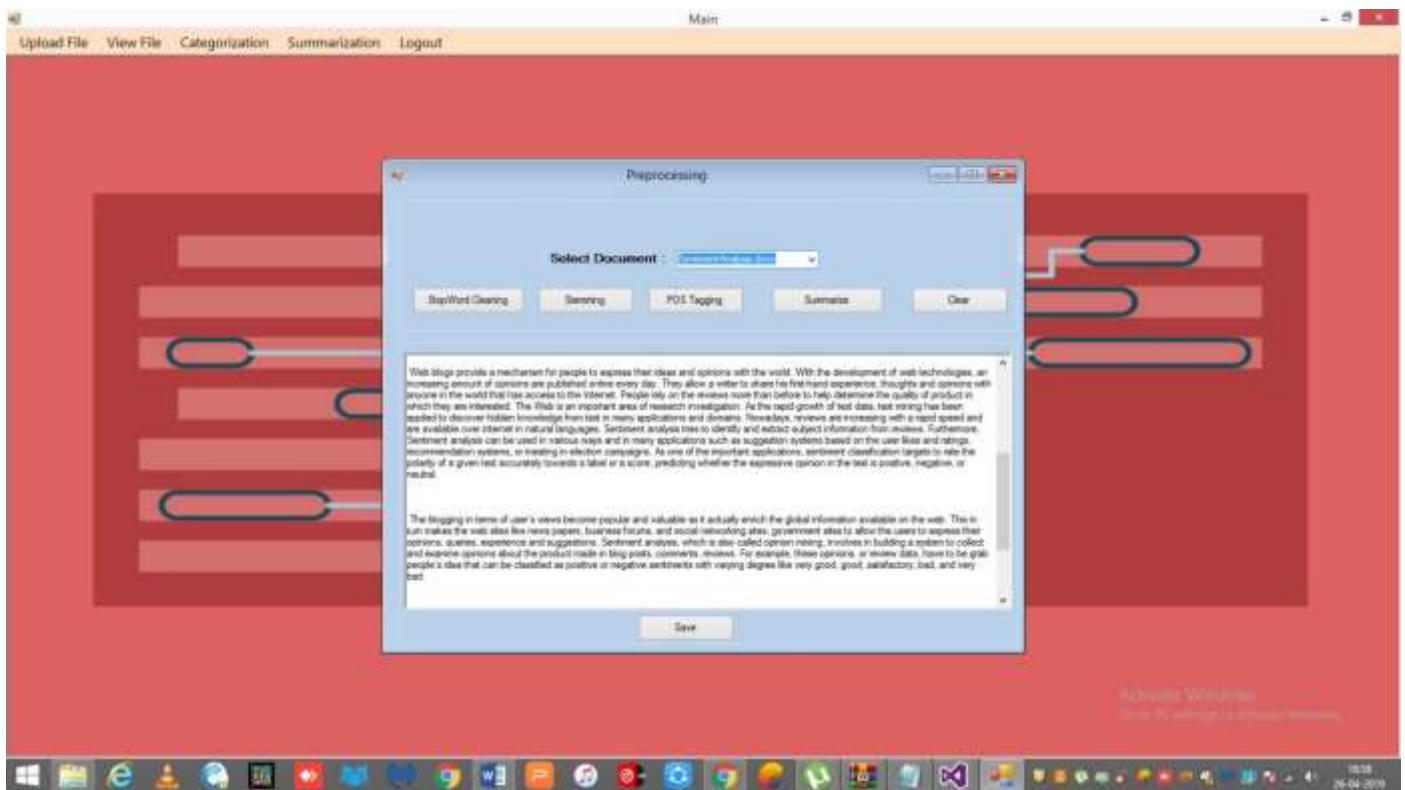 Main
Upload File View File Categorization Summarization Logout
Preprocessing
Select Document :
StopWord Cleaning Stemming POS Tagging Summarize Clear
Web blogs provide a mechanism for people to express their ideas and opinions with the world. With the development of web technologies, an
increasing amount of opinions are published online every day. They allow a writer to share his first hand experience, thoughts and opinions with
anyone in the world that has access to the Internet. People rely on the reviews more than before to help determine the quality of product in
which they are interested. The Web is an important area of research investigation. As the rapid growth of text data, text mining has been
applied to discover hidden knowledge from text in many applications and domains. Nowadays, reviews are increasing with a rapid speed and
are available over internet in natural languages. Sentiment analysis tries to identify and extract subject information from reviews. Furthermore,
Sentiment analysis can be used in various ways and in many applications such as suggestion systems based on the user likes and ratings,
recommendation systems, or treating in election campaigns. As one of the important applications, sentiment classification targets to rate the
polarity of a given text accurately towards a label or a score, predicting whether the expressive opinion in the text is positive, negative, or
neutral.
The blogging in terms of user's views become popular and valuable as it actually enrich the global information available on the web. This in
turn makes the web sites like news papers, business forums, and social networking sites, government sites to allow the users to express their
opinions, queries, experience and suggestions. Sentiment analysis, which is also called opinion mining, involves in building a system to collect
and examine opinions about the product made in blog posts, comments, reviews. For example, these opinions, or review data, have to be grab
people's idea that can be classified as positive or negative sentiments with varying degree like very good, good, satisfactory, bad, and very
bad
Save
Activate Windows
18:58
26-04-2019